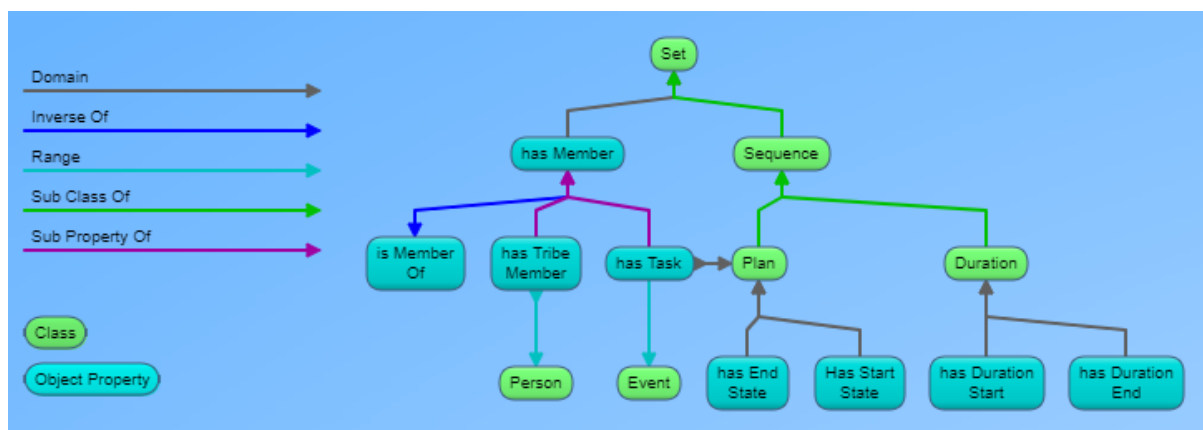 Domain
Inverse Of
Range
Sub Class Of
Sub Property Of
Class
Object Property
Set
has Member
Sequence
is Member
Of
has Tribe
Member
has Task
Plan
Duration
Person
Event
has End
State
Has Start
State
has Duration
Start
has Duration
End